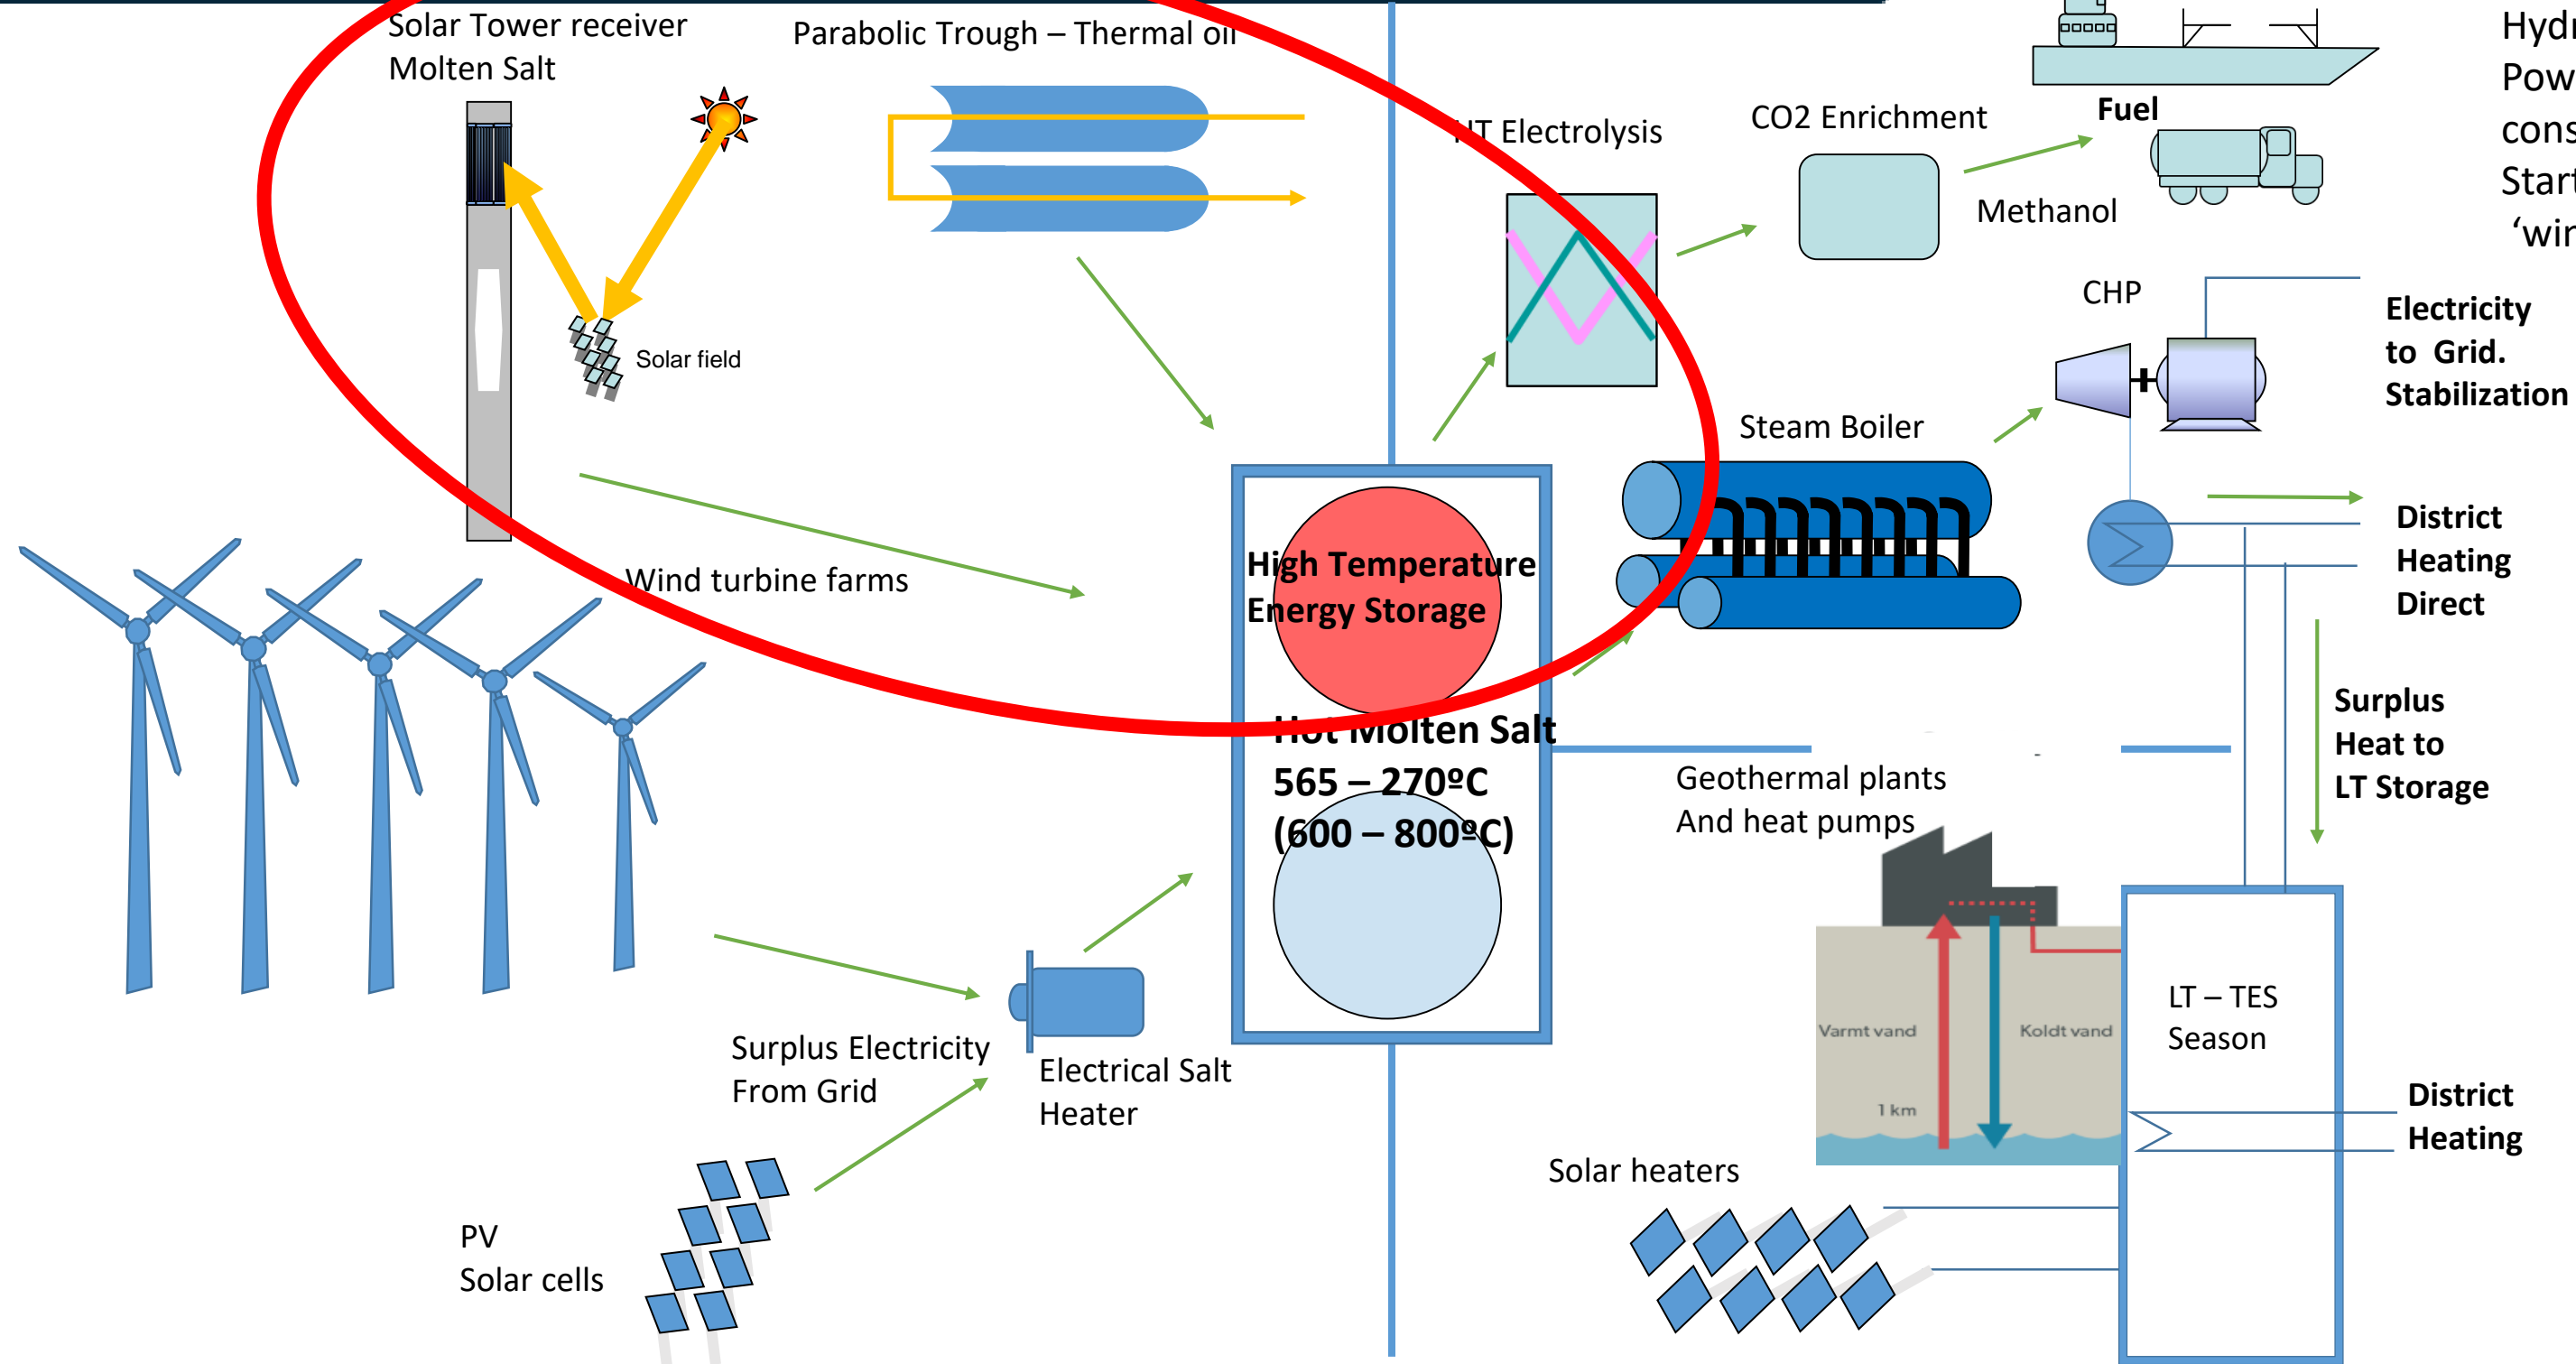 Solar Tower receiver
Molten Salt
Parabolic Trough – Thermal oil
Solar field
HT Electrolysis
CO2 Enrichment
Fuel
Methanol
CHP
Electricity
to Grid.
Stabilization
Steam Boiler
District
Heating
Direct
Wind turbine farms
High Temperature
Energy Storage
Hot Molten Salt
565 – 270ºC
(600 – 800ºC)
Surplus
Heat to
LT Storage
Geothermal plants
And heat pumps
Varmt vand
Koldt vand
1 km
LT – TES
Season
Surplus Electricity
From Grid
Electrical Salt
Heater
District
Heating
Solar heaters
PV
Solar cells